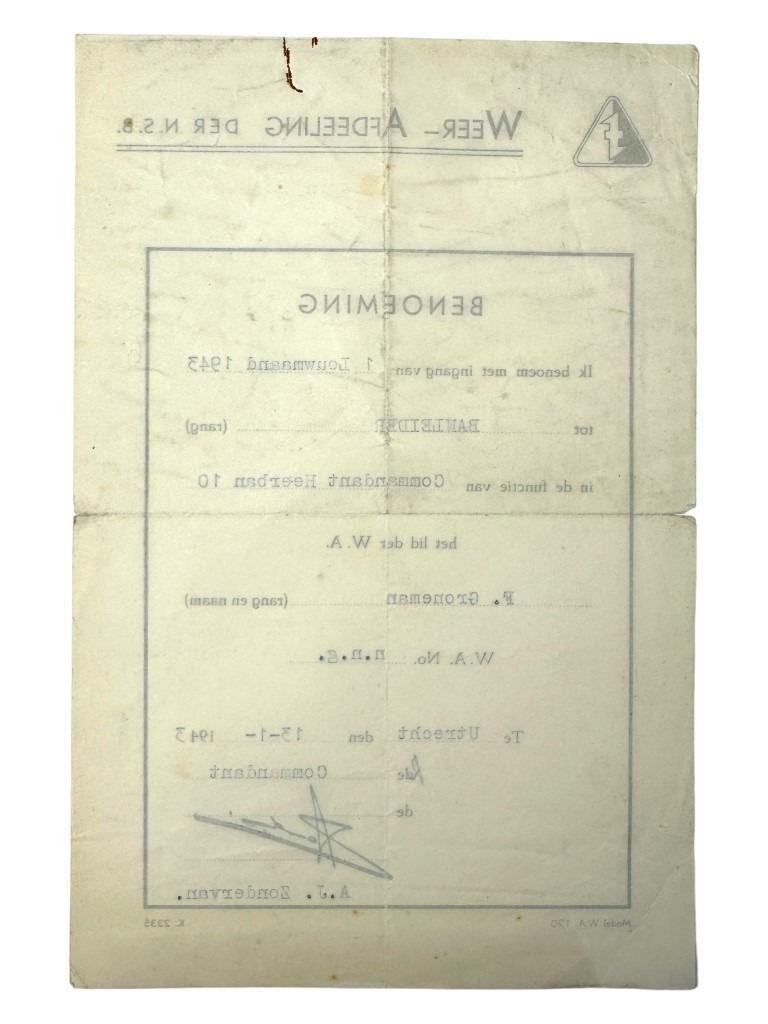 WEER-AFDEELING DER N.S.B.
BENOEMING
Ik benoem met ingang van 1 Louwmaand 1943
tot BANLEIDER (rang)
in de functie van Commandant Heerban 10
het lid der W.A.
F. Groneman (rang en naam)
W.A. No. n.n.g.
Te Utrecht den 13-1- 1943
de Commandant
de
A.J. Zondervan.
Model W.A. 120 K 2335